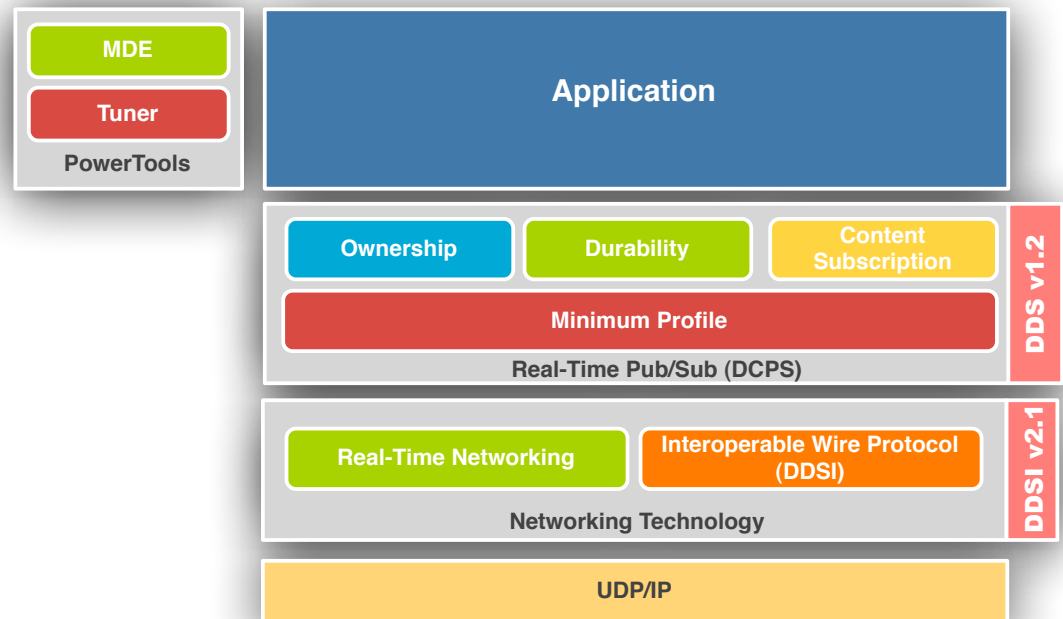 MDE
Tuner
PowerTools
Application
Ownership
Durability
Content
Subscription
Minimum Profile
Real-Time Pub/Sub (DCPS)
DDS v1.2
Real-Time Networking
Interoperable Wire Protocol
(DDSI)
Networking Technology
DDSI v2.1
UDP/IP